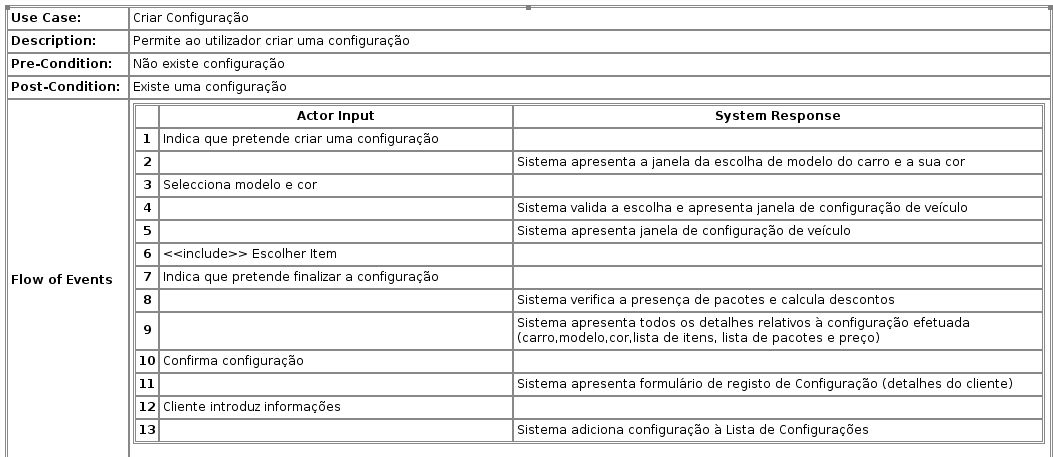 Use Case: Criar Configuração
Description: Permite ao utilizador criar uma configuração
Pre-Condition: Não existe configuração
Post-Condition: Existe uma configuração
Flow of Events
Actor Input System Response
1 Indica que pretende criar uma configuração
2 Sistema apresenta a janela da escolha de modelo do carro e a sua cor
3 Selecciona modelo e cor
4 Sistema valida a escolha e apresenta janela de configuração de veículo
5 Sistema apresenta janela de configuração de veículo
6 <<include>> Escolher Item
7 Indica que pretende finalizar a configuração
8 Sistema verifica a presença de pacotes e calcula descontos
9 Sistema apresenta todos os detalhes relativos à configuração efetuada
(carro,modelo,cor,lista de itens, lista de pacotes e preço)
10 Confirma configuração
11 Sistema apresenta formulário de registo de Configuração (detalhes do cliente)
12 Cliente introduz informações
13 Sistema adiciona configuração à Lista de Configurações